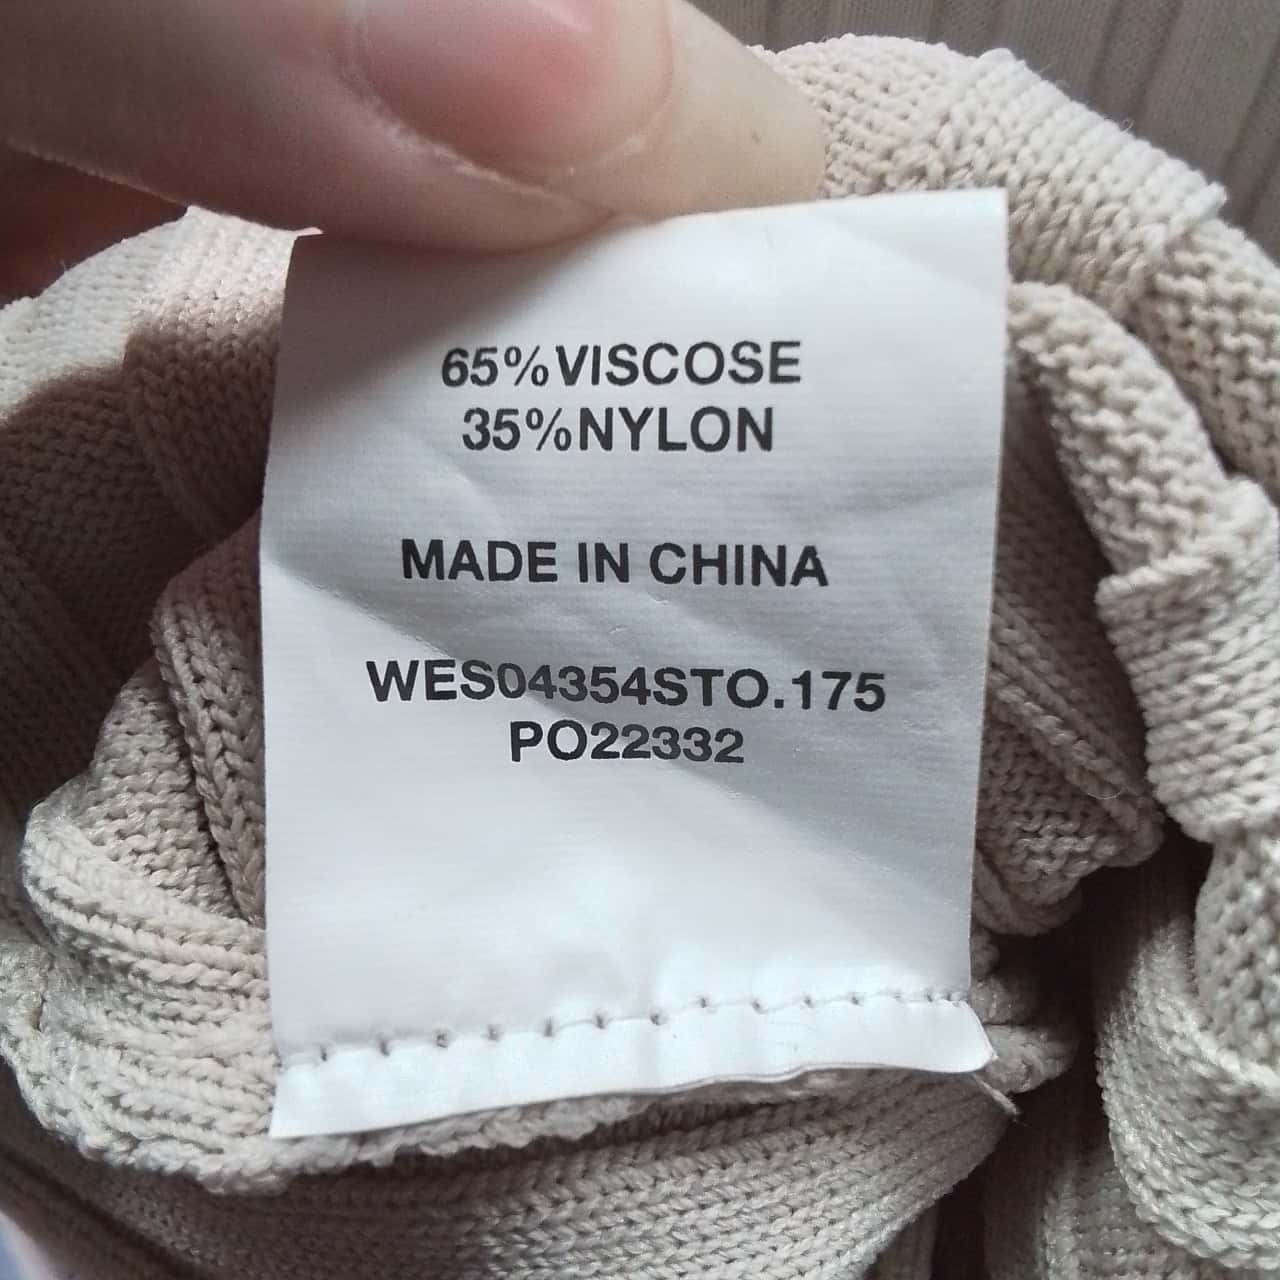 65%VISCOSE
35%NYLON
MADE IN CHINA
WES04354STO.175
PO22332